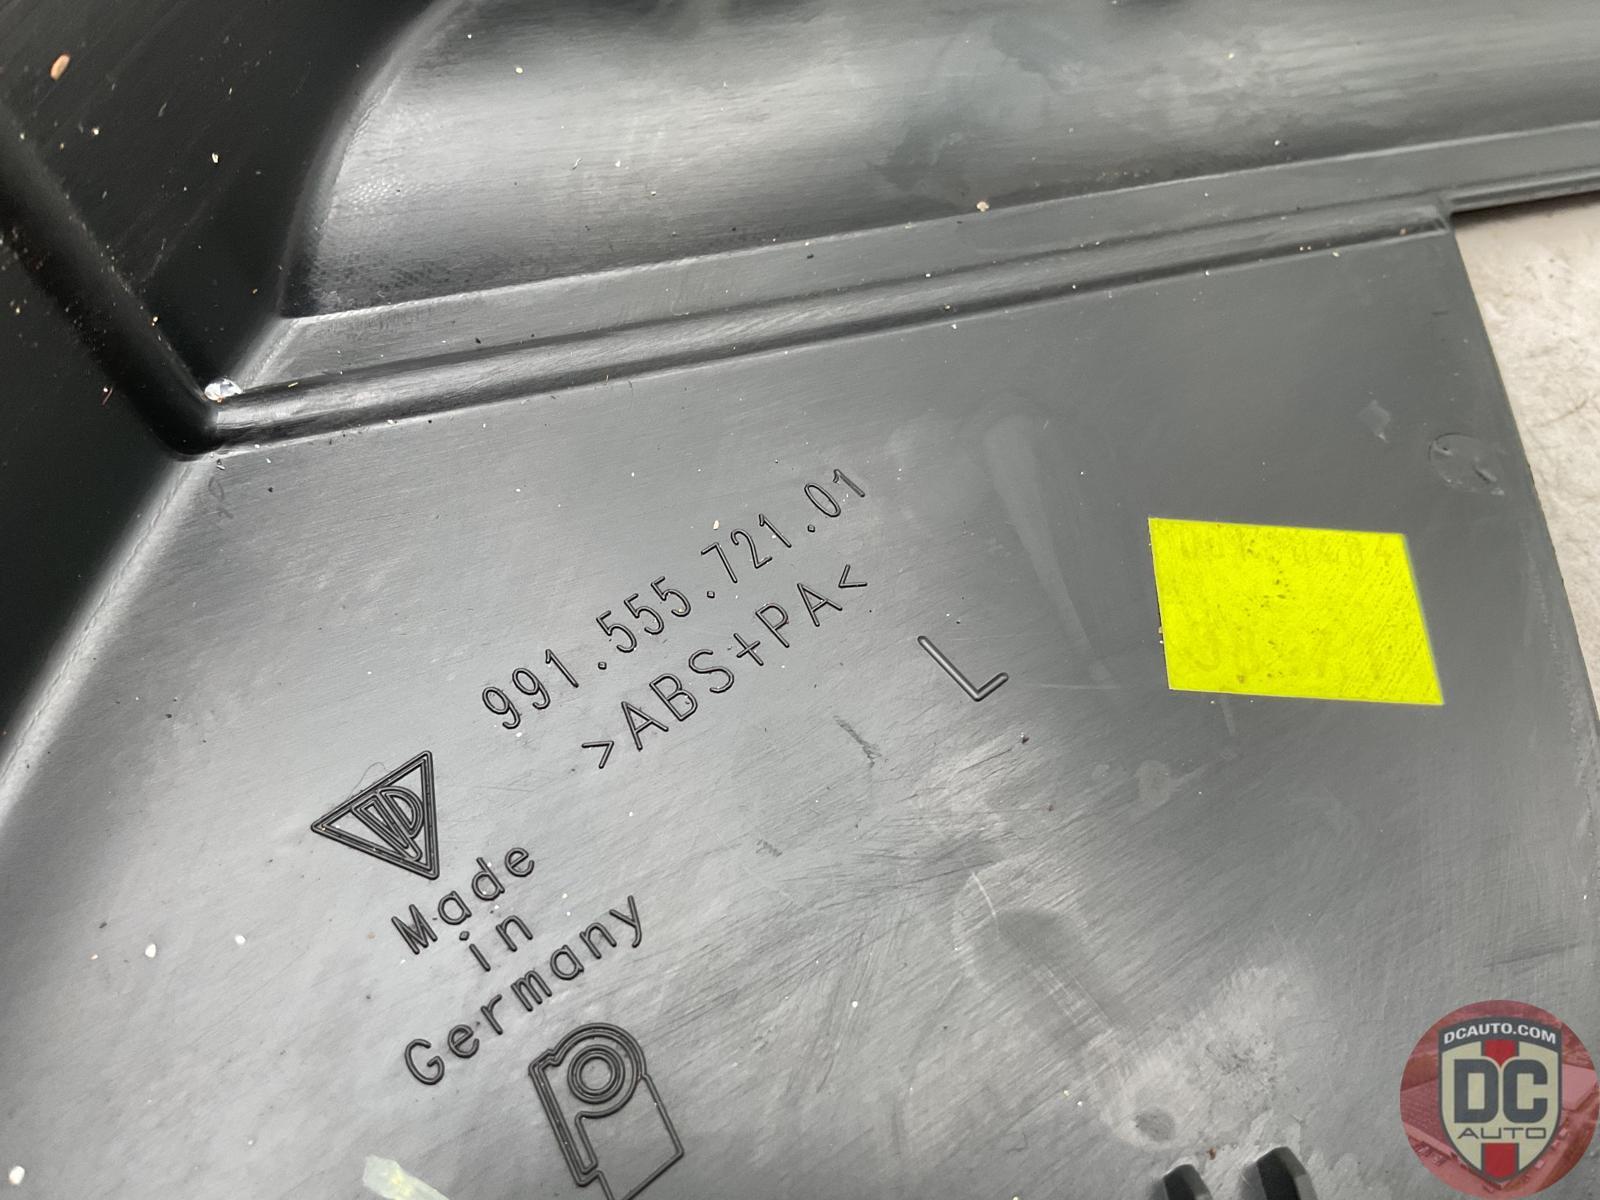 991.555.721.01
>ABS+PA<
L
Made
in
Germany
DCAUTO.COM
DC
AUTO